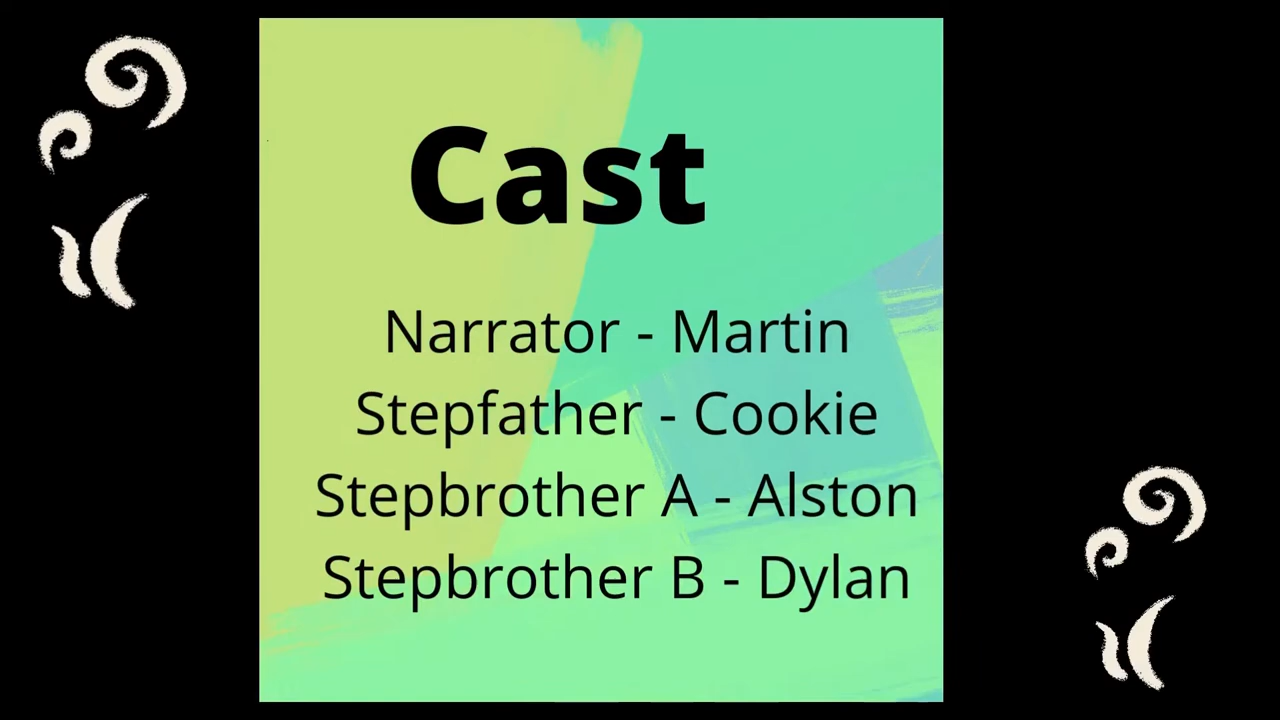 Cast
Narrator - Martin
Stepfather - Cookie
Stepbrother A - Alston
Stepbrother B - Dylan